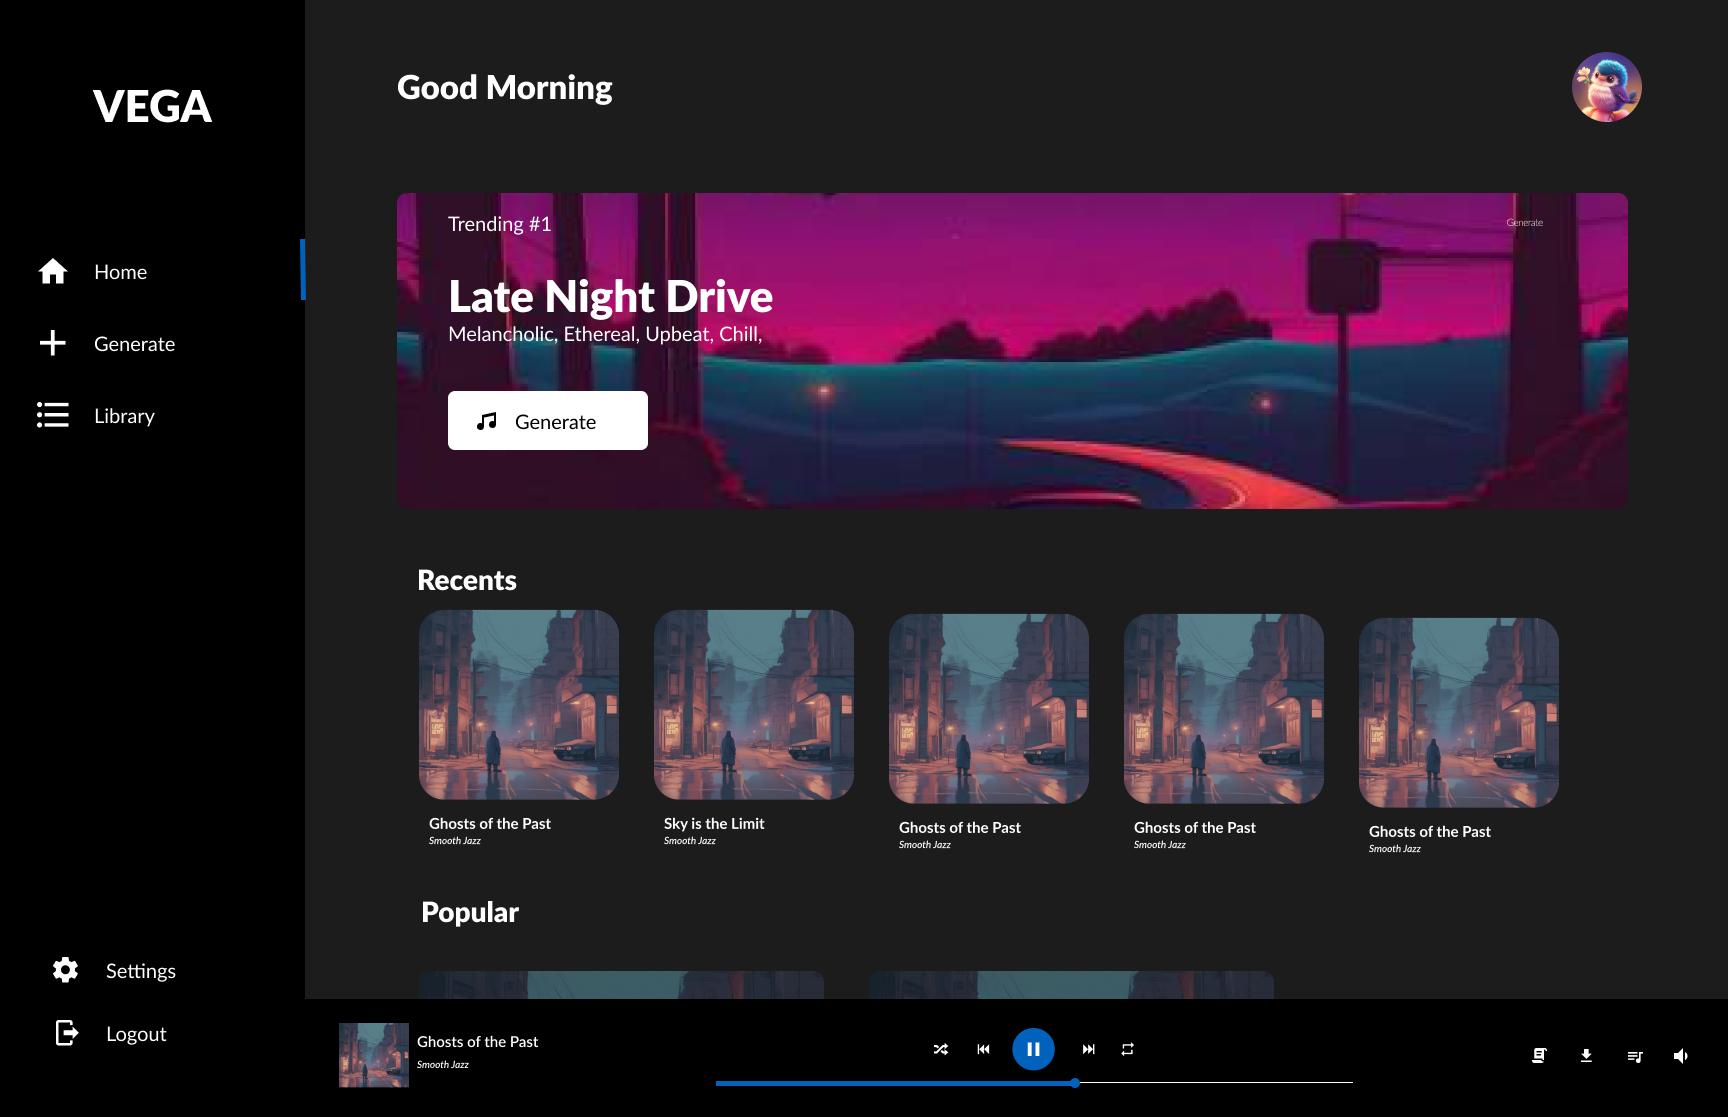 VEGA
Home
Generate
Library
Settings
Logout
Good Morning
Trending #1
Generate
Late Night Drive
Melancholic, Ethereal, Upbeat, Chill,
Generate
Recents
Ghosts of the Past
Smooth Jazz
Sky is the Limit
Smooth Jazz
Ghosts of the Past
Smooth Jazz
Ghosts of the Past
Smooth Jazz
Ghosts of the Past
Smooth Jazz
Popular
Ghosts of the Past
Smooth Jazz